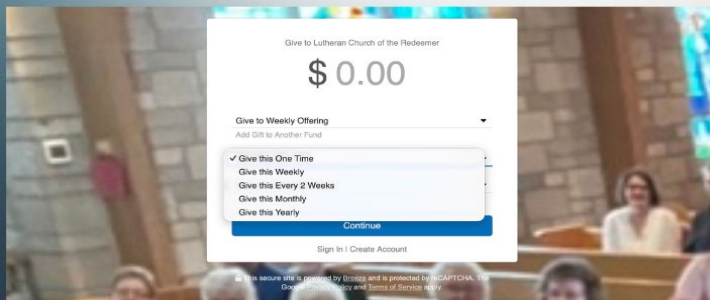 Give to Lutheran Church of the Redeemer
$ 0.00
Give to Weekly Offering
Add Gift to Another Fund
✓ Give this One Time
Give this Weekly
Give this Every 2 Weeks
Give this Monthly
Give this Yearly
Continue
Sign In | Create Account
This secure site is powered by Breeze and is protected by reCAPTCHA. The
Google Privacy Policy and Terms of Service apply.